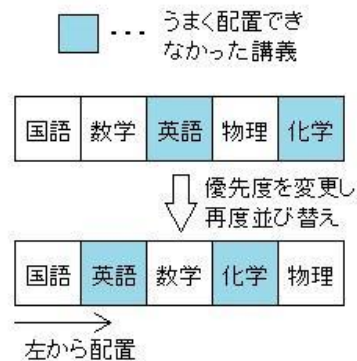 … うまく配置でき
なかった講義
国語 数学 英語 物理 化学
優先度を変更し
再度並び替え
国語 英語 数学 化学 物理
左から配置